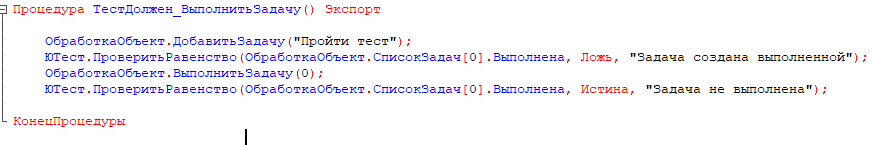 Процедура ТестДолжен_ВыполнитьЗадачу() Экспорт
ОбработкаОбъект.ДобавитьЗадачу("Пройти тест");
ЮТест.ПроверитьРавенство(ОбработкаОбъект.СписокЗадач[0].Выполнена, Ложь, "Задача создана выполненной");
ОбработкаОбъект.ВыполнитьЗадачу(0);
ЮТест.ПроверитьРавенство(ОбработкаОбъект.СписокЗадач[0].Выполнена, Истина, "Задача не выполнена");
КонецПроцедуры